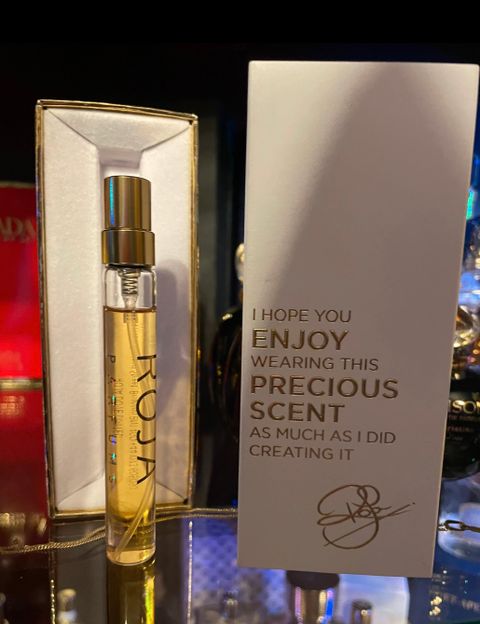 ROJA
PARFUMS
I HOPE YOU
ENJOY
WEARING THIS
PRECIOUS
SCENT
AS MUCH AS I DID
CREATING IT